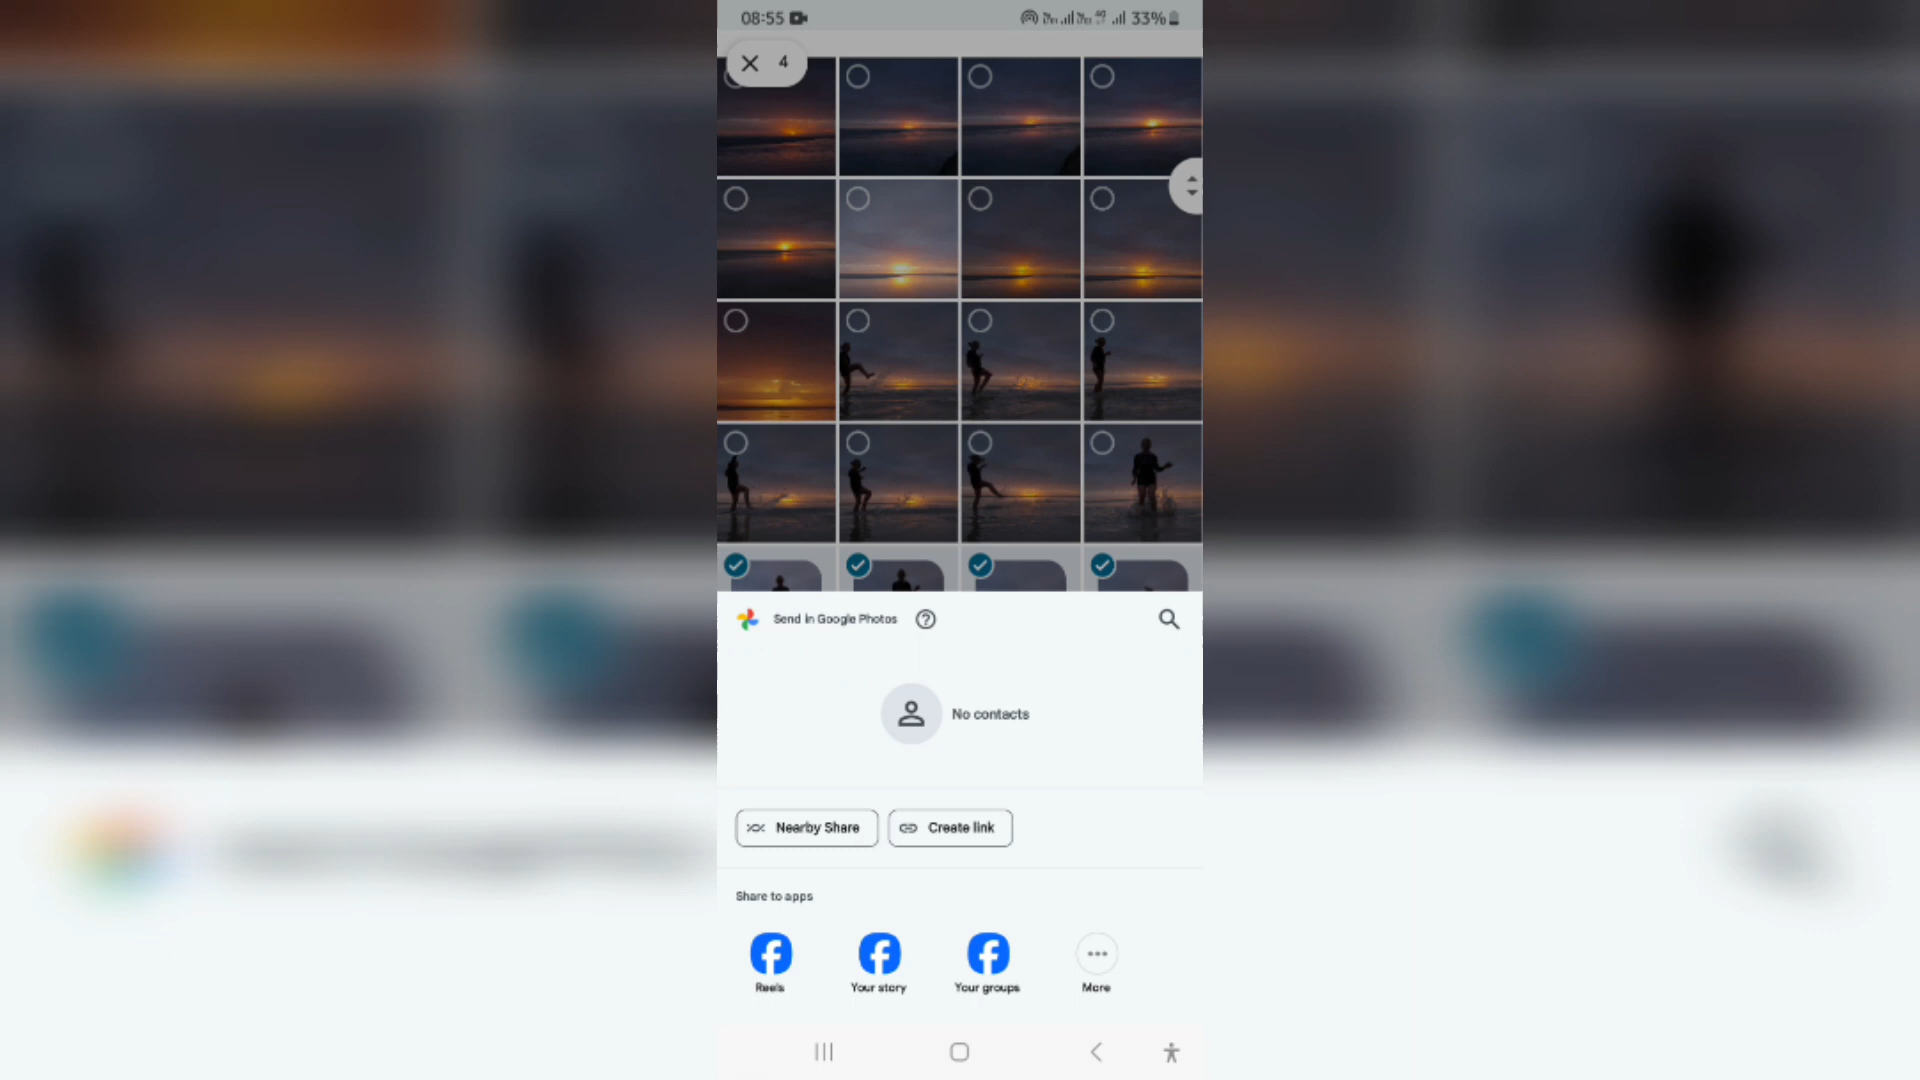 08:55
33%
4
Send in Google Photos
No contacts
Nearby Share
Create link
Share to apps
Reels
Your story
Your groups
More